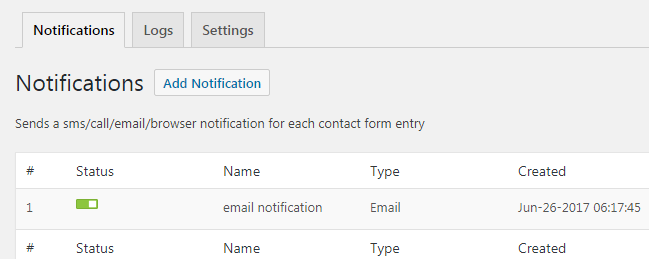 Notifications Logs Settings
Notifications Add Notification
Sends a sms/call/email/browser notification for each contact form entry
# Status Name Type Created
1 email notification Email Jun-26-2017 06:17:45
# Status Name Type Created